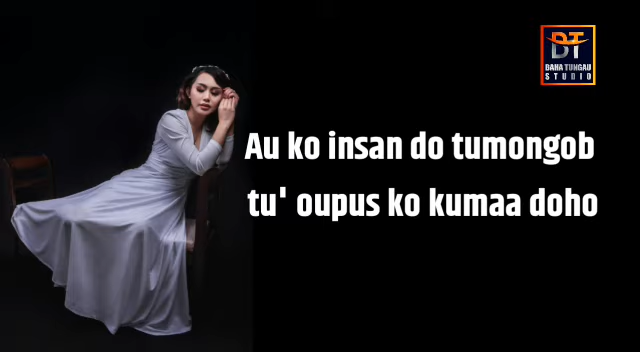 DT
DAHA TUNGAU
STUDIO
Au ko insan do tumongob
tu' oupus ko kumaa doho